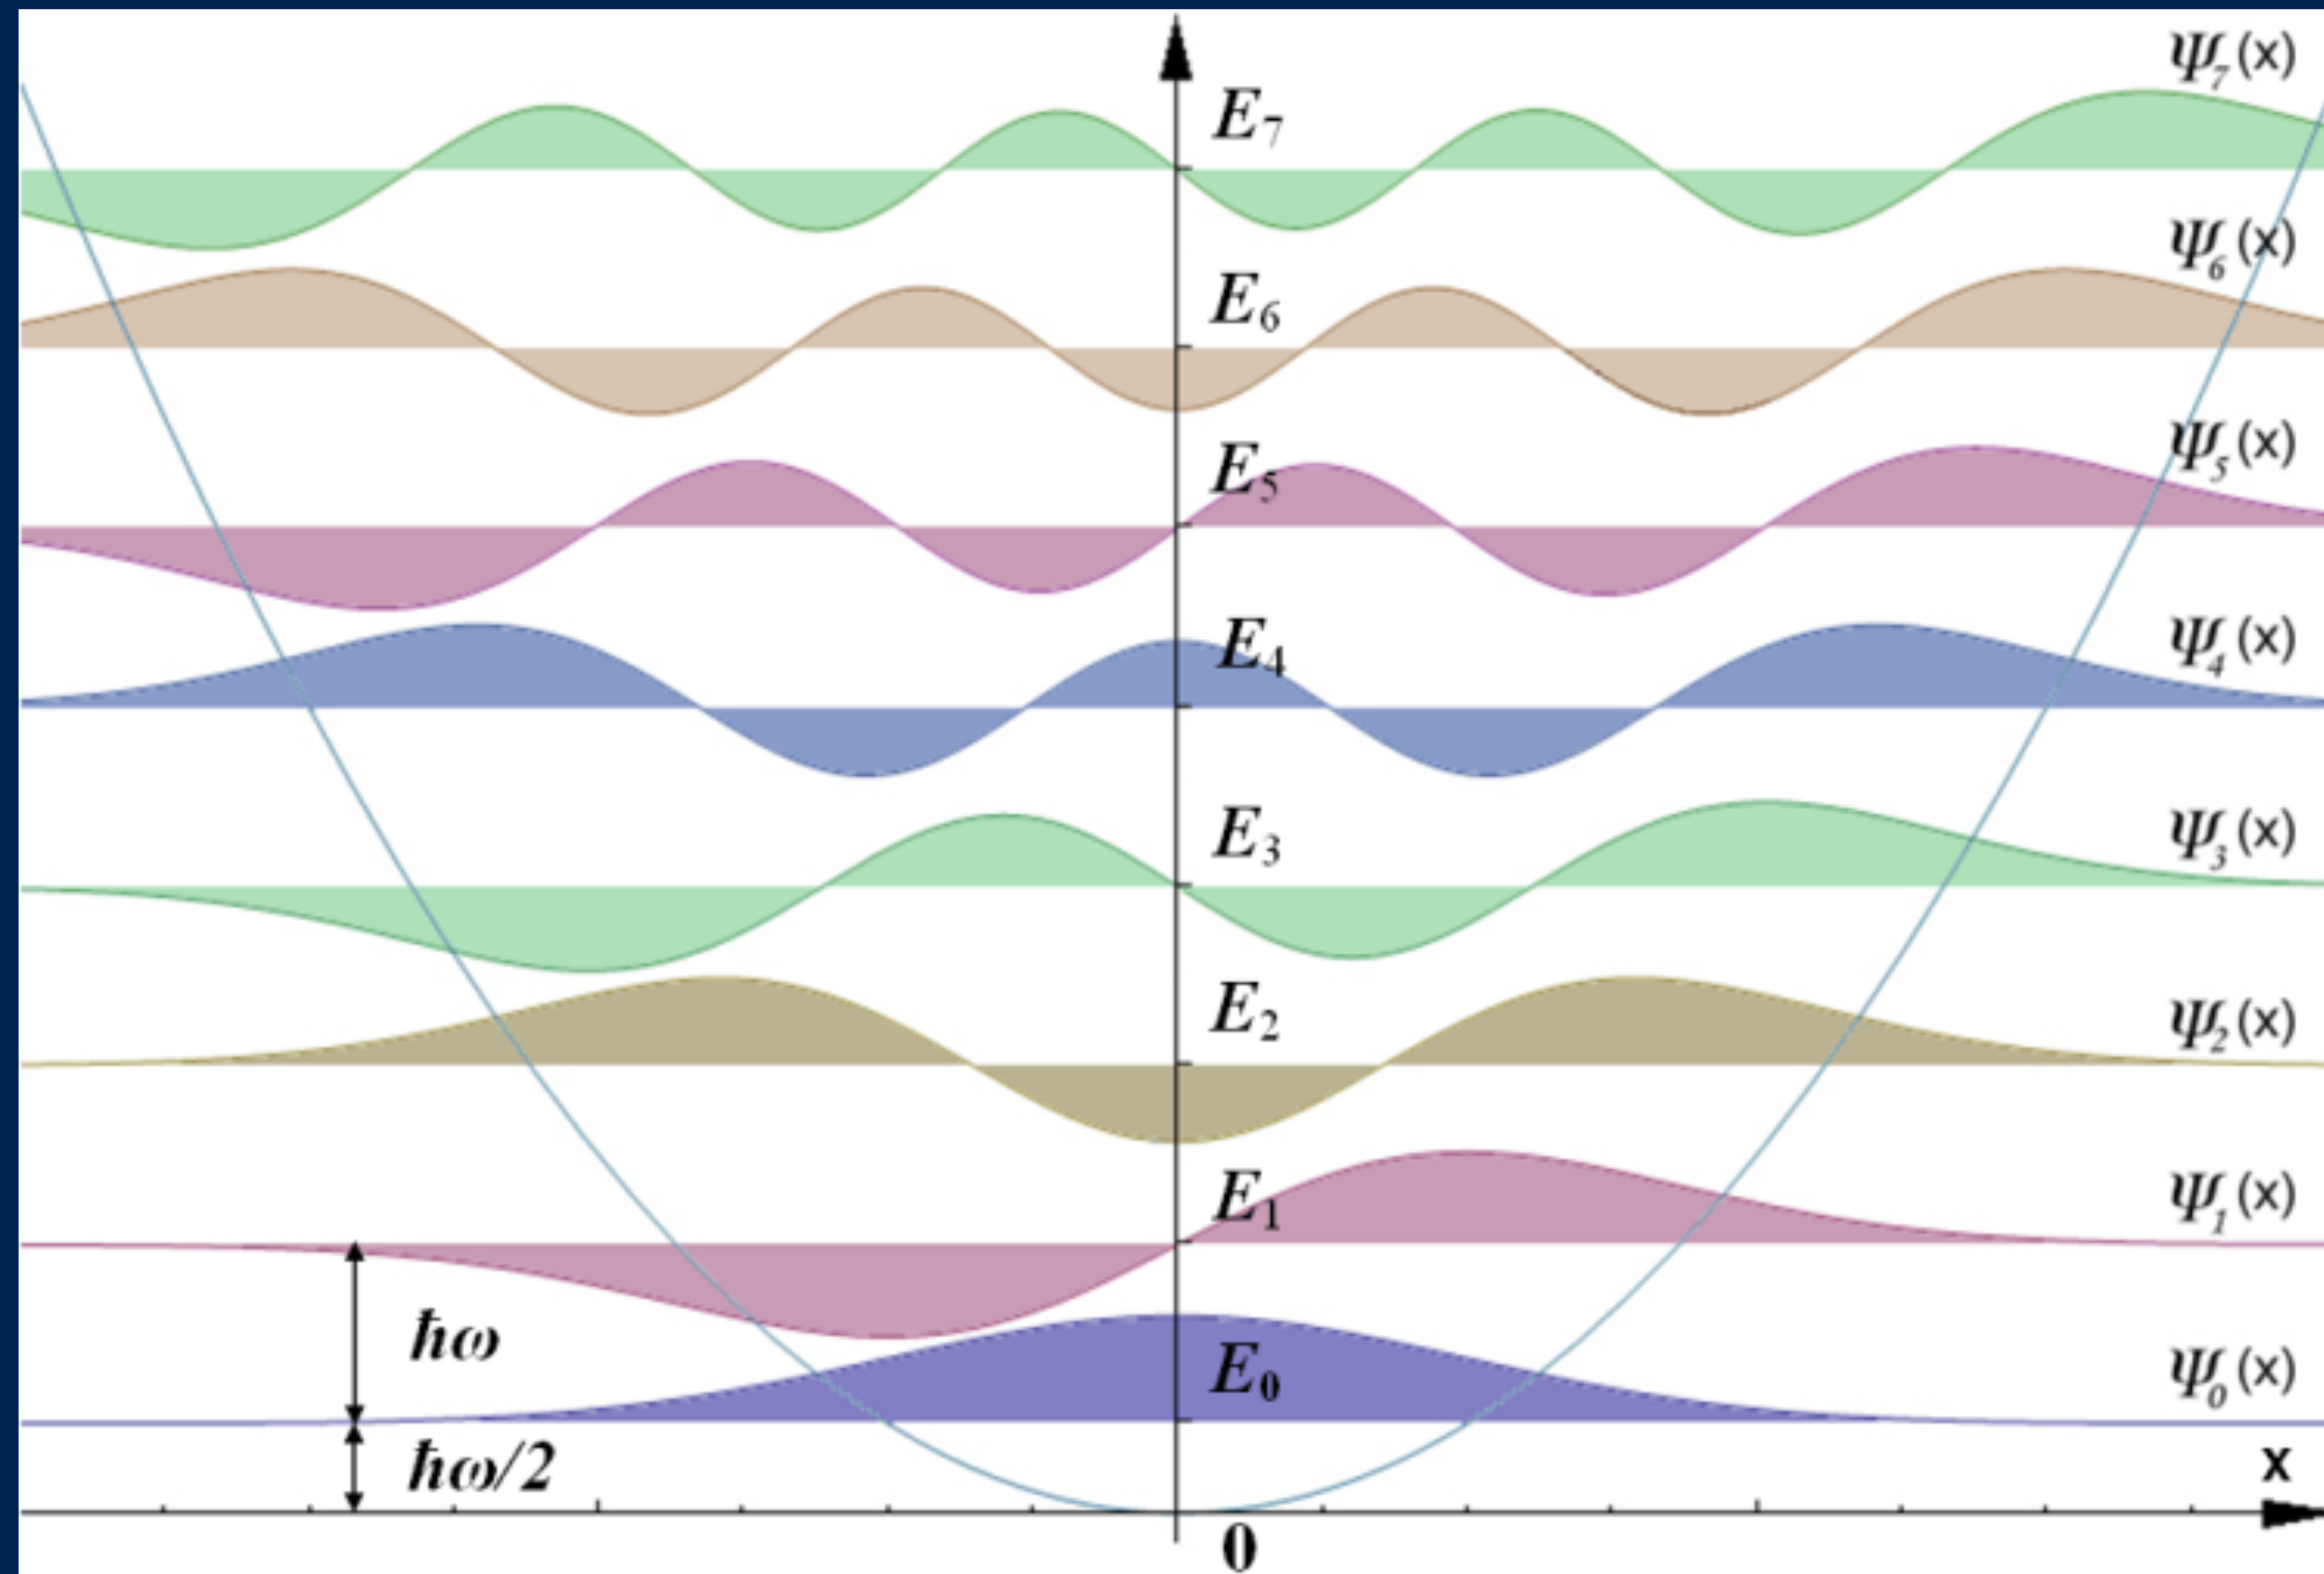 Ψ₇(x)
E₇
Ψ₆(x)
E₆
Ψ₅(x)
E₅
Ψ₄(x)
E₄
Ψ₃(x)
E₃
Ψ₂(x)
E₂
Ψ₁(x)
E₁
ħω
Ψ₀(x)
E₀
ħω/2
x
0